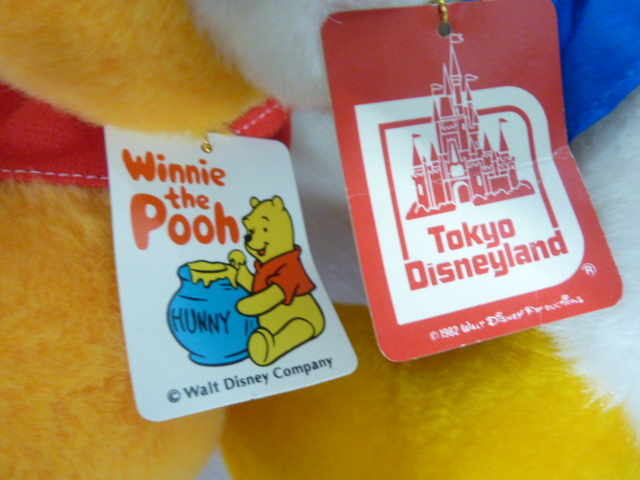 Winnie
the
Pooh
HUNNY
© Walt Disney Company
Tokyo
Disneyland
®
© 1982 WALT DISNEY PRODUCTIONS